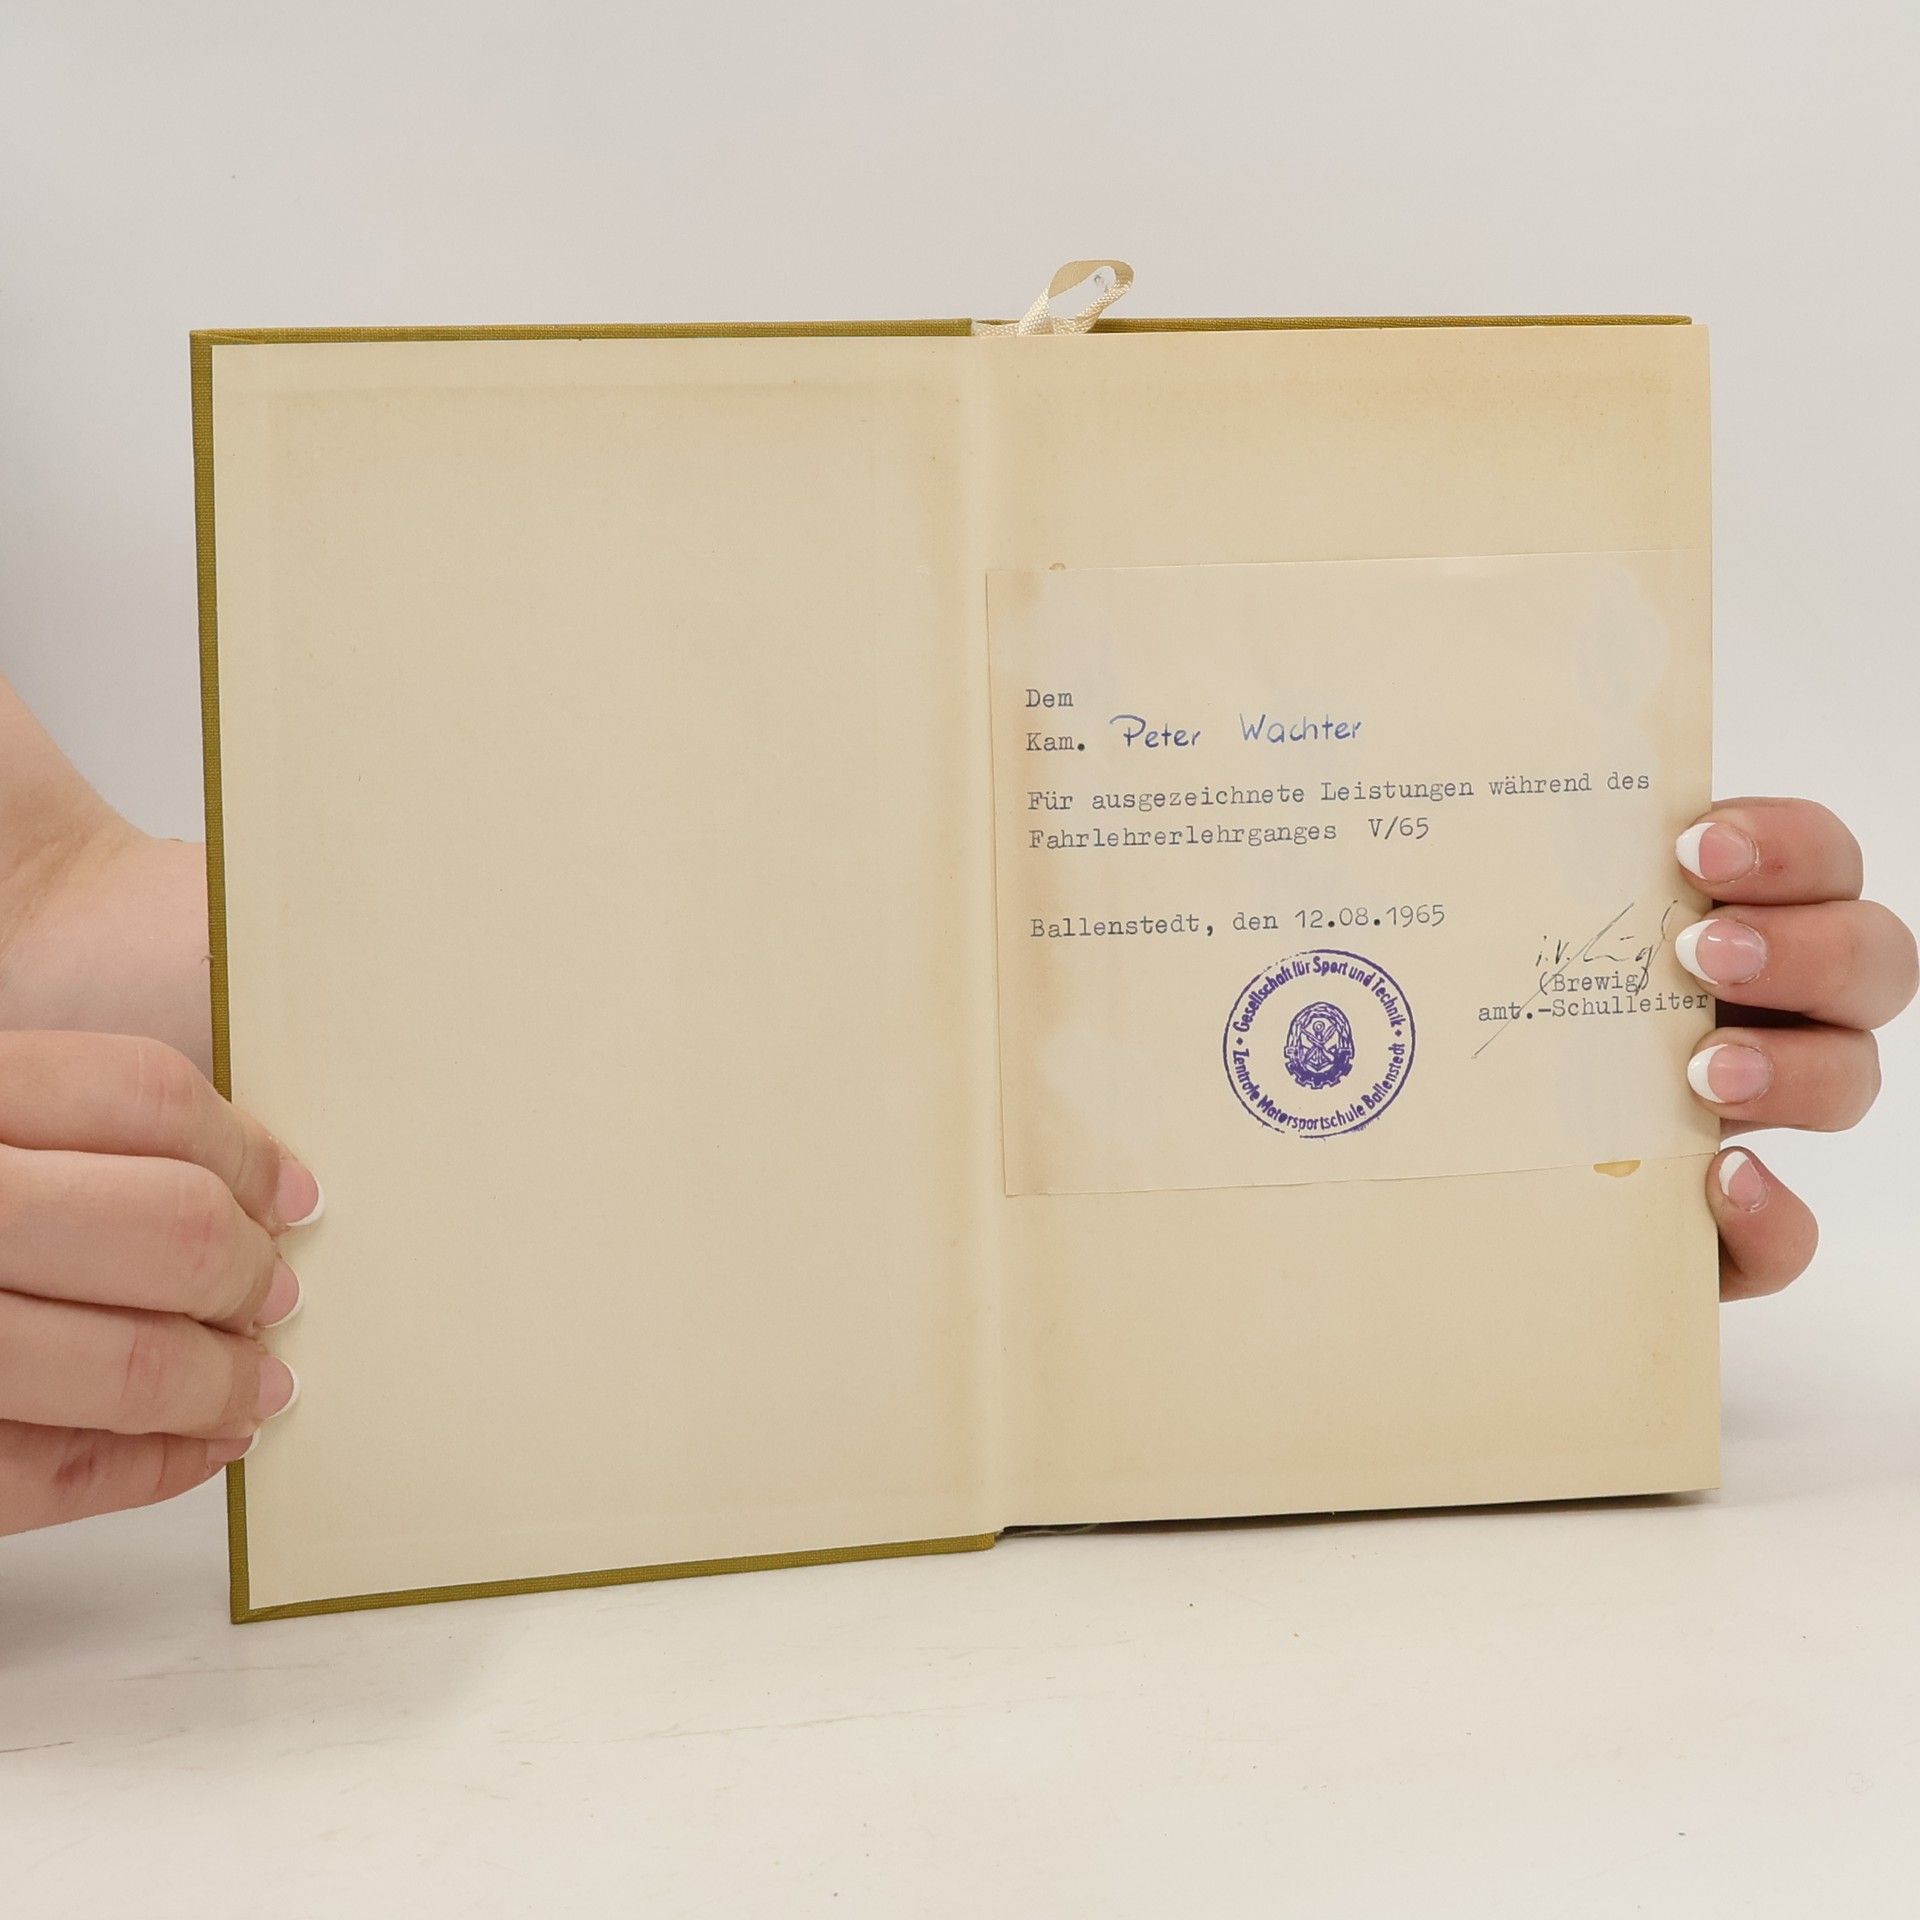 Dem
Kam. Peter Wachter
Für ausgezeichnete Leistungen während des
Fahrlehrerlehrganges V/65
Ballenstedt, den 12.08.1965
i.V.
(Brewig)
amt.-Schulleiter
Gesellschaft für Sport und Technik
Zentrale Motorsportschule Ballenstedt